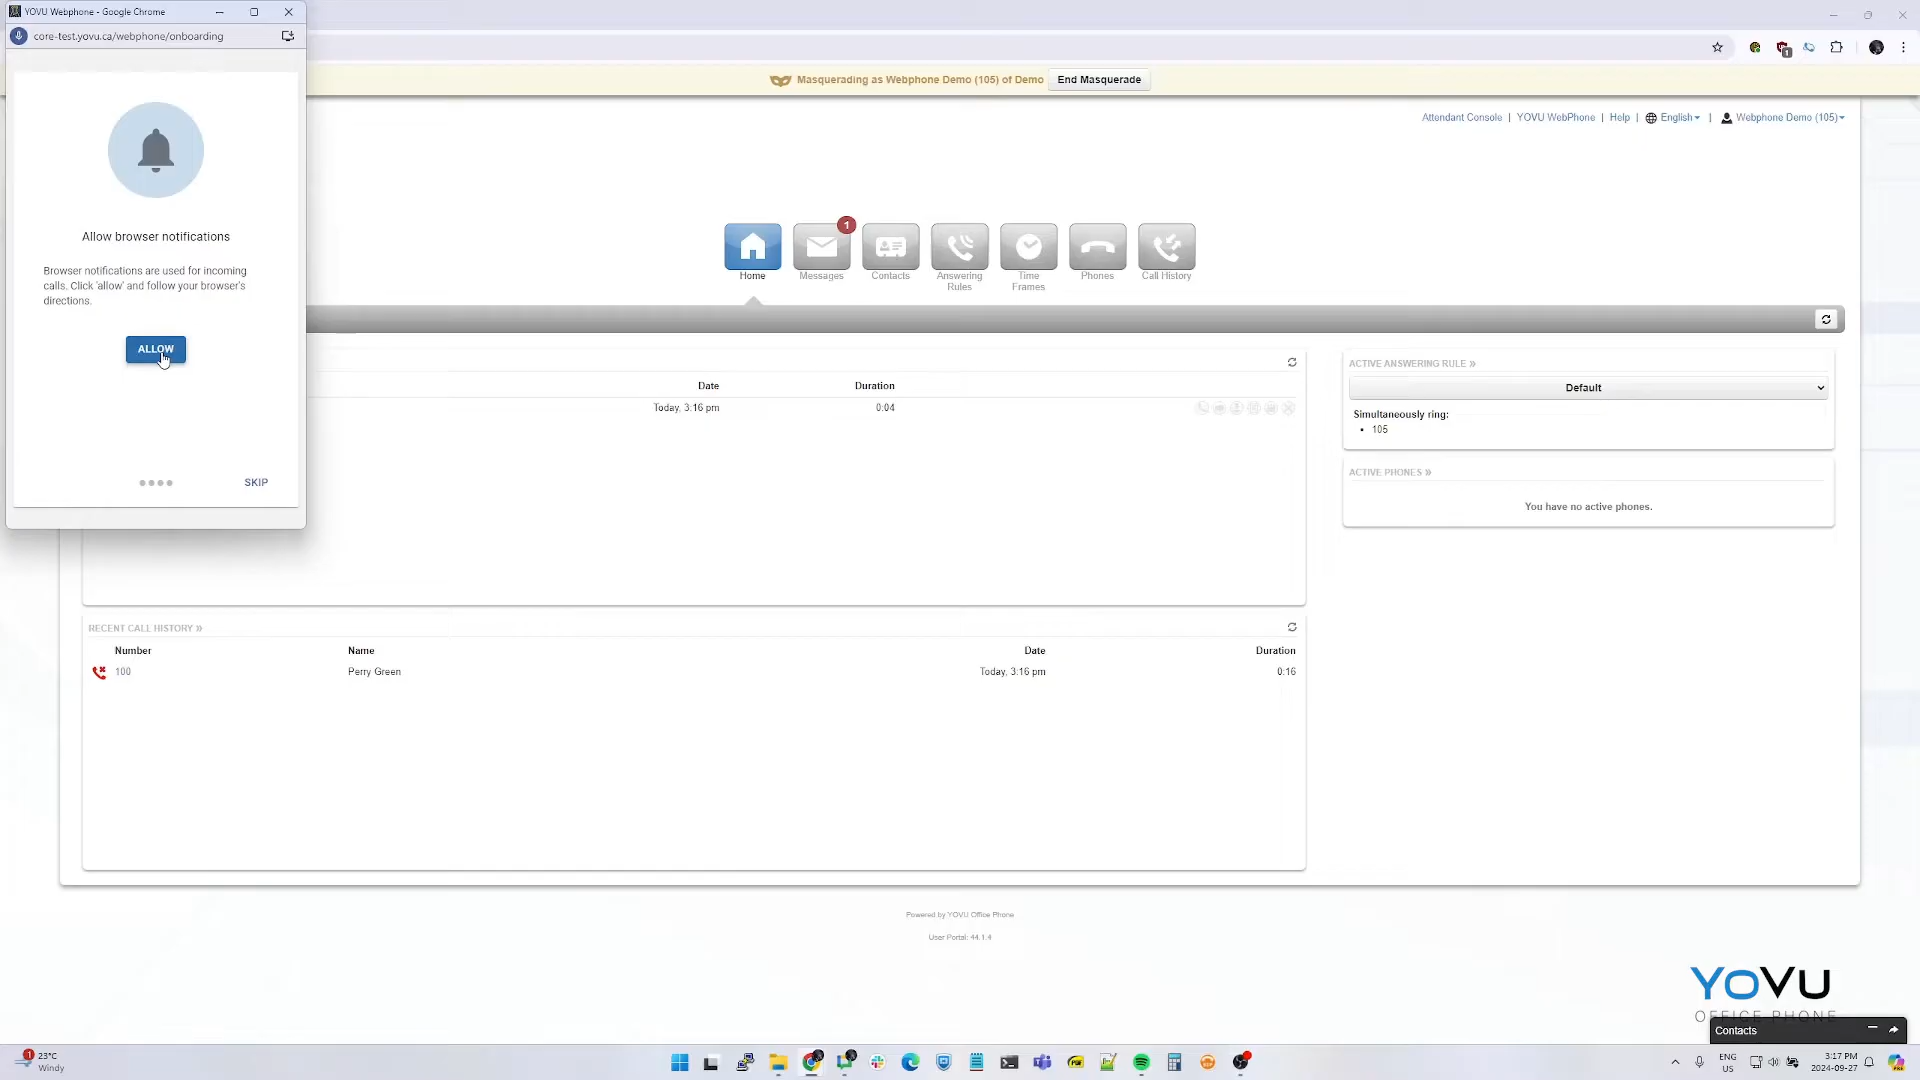 YOVU Webphone - Google Chrome
core-test.yovu.ca/webphone/onboarding
1
Masquerading as Webphone Demo (105) of Demo End Masquerade
Attendant Console | YOVU WebPhone | Help | English | Webphone Demo (105)
Allow browser notifications
Browser notifications are used for incoming
calls. Click 'allow' and follow your browser's
directions.
ALLOW
SKIP
1
Home
Messages
Contacts
Answering
Rules
Time
Frames
Phones
Call History
Date Duration
Today, 3:16 pm 0:04
ACTIVE ANSWERING RULE »
Default
Simultaneously ring:
• 105
ACTIVE PHONES »
You have no active phones.
RECENT CALL HISTORY »
Number Name Date Duration
100 Perry Green Today, 3:16 pm 0:16
Powered by YOVU Office Phone
User Portal: 44.1.4
YOVU
OFFICE PHONE
Contacts
1
23°C
Windy
ENG
US
3:17 PM
2024-09-27